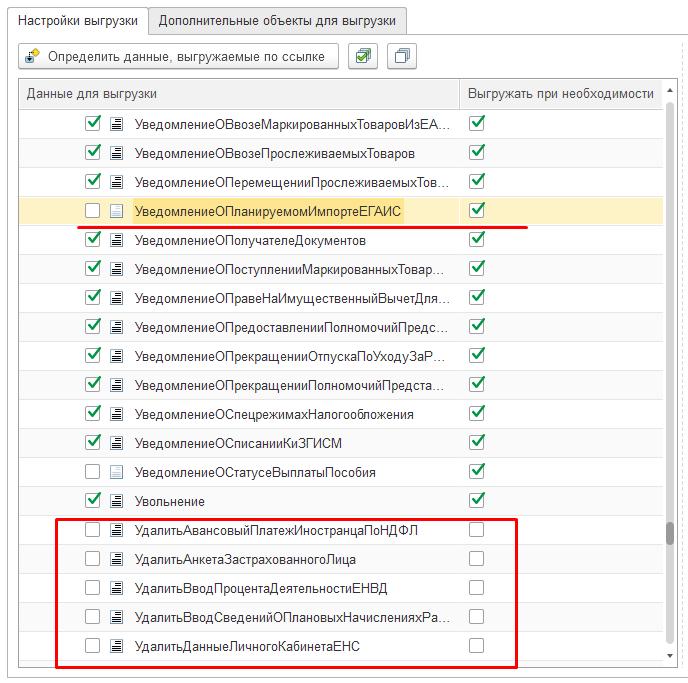 Настройки выгрузки
Дополнительные объекты для выгрузки
Определить данные, выгружаемые по ссылке
Данные для выгрузки
Выгружать при необходимости
УведомлениеОВвозеМаркированныхТоваровИзЕА...
УведомлениеОВвозеПрослеживаемыхТоваров
УведомлениеОПеремещенииПрослеживаемыхТов...
УведомлениеОПланируемомИмпортеЕГАИС
УведомлениеОПолучателеДокументов
УведомлениеОПоступленииМаркированныхТовар...
УведомлениеОПравеНаИмущественныйВычетДля...
УведомлениеОПредоставленииПолномочийПредс...
УведомлениеОПрекращенииОтпускаПоУходуЗаР...
УведомлениеОПрекращенииПолномочийПредста...
УведомлениеОСпецрежимахНалогообложения
УведомлениеОСписанииКиЗГИСМ
УведомлениеОСтатусеВыплатыПособия
Увольнение
УдалитьАвансовыйПлатежИностранцаПоНДФЛ
УдалитьАнкетаЗастрахованногоЛица
УдалитьВводПроцентаДеятельностиЕНВД
УдалитьВводСведенийОПлановыхНачисленияхРа...
УдалитьДанныеЛичногоКабинетаЕНС